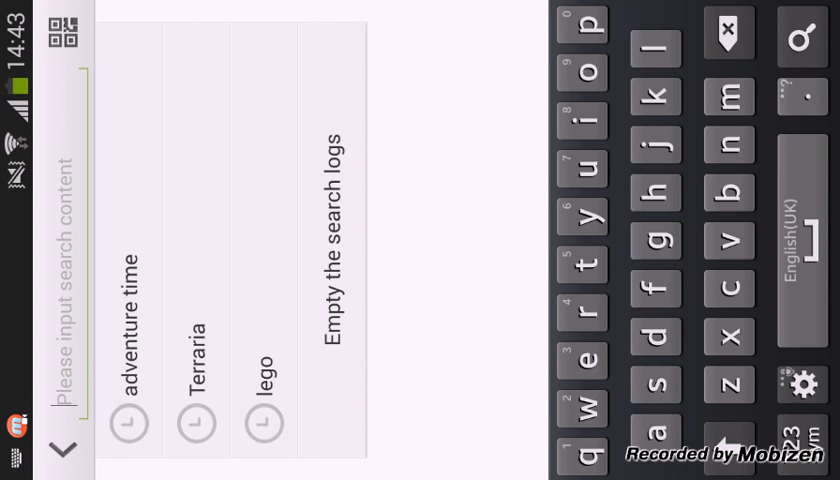 14:43
Please input search content
adventure time
Terraria
lego
Empty the search logs
1 2 3 4 5 6 7 8 9 0
q w e r t y u i o p
a s d f g h j k l
z x c v b n m
English(UK)
. ,,?
Recorded by Mobizen